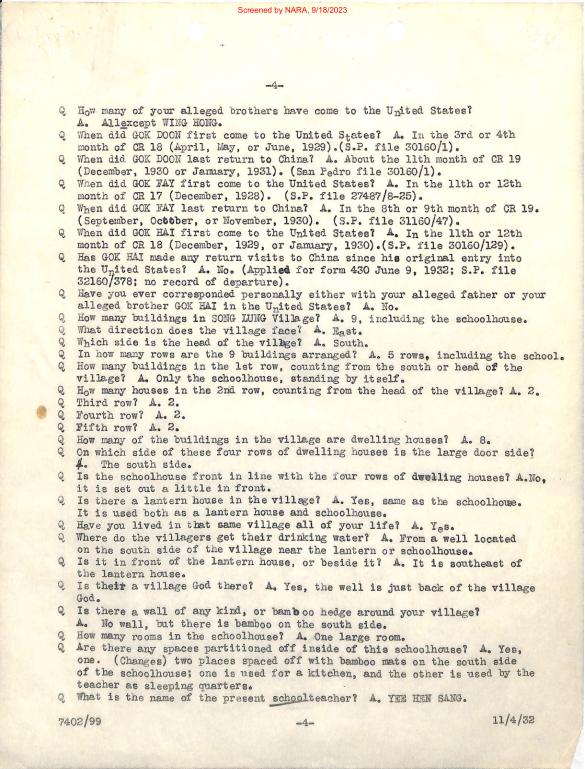 Screened by NARA, 9/18/2023
-4-
Q How many of your alleged brothers have come to the United States?
A. Allexcept WING HONG.
Q When did GOK DOON first come to the United States? A. In the 3rd or 4th
month of CR 18 (April, May, or June, 1929).(S.P. file 30160/1).
Q When did GOK DOON last return to China? A. About the 11th month of CR 19
(December, 1930 or January, 1931). (San Pedro file 30160/1).
Q When did GOK FAY first come to the United States? A. In the 11th or 12th
month of CR 17 (December, 1928). (S.P. file 27487/8-25).
Q When did GOK FAY last return to China? A. In the 8th or 9th month of CR 19.
(September, October, or November, 1930). (S.P. file 31160/47).
Q When did GOK HAI first come to the United States? A. In the 11th or 12th
month of CR 18 (December, 1929, or January, 1930).(S.P. file 30160/129).
Q Has GOK HAI made any return visits to China since his original entry into
the United States? A. No. (Applied for form 430 June 9, 1932; S.P. file
32160/378; no record of departure).
Q Have you ever corresponded personally either with your alleged father or your
alleged brother GOK HAI in the United States? A. No.
Q How many buildings in SONG LUNG Village? A. 9, including the schoolhouse.
Q What direction does the village face? A. East.
Q Which side is the head of the village? A. South.
Q In how many rows are the 9 buildings arranged? A. 5 rows, including the school.
Q How many buildings in the 1st row, counting from the south or head of the
village? A. Only the schoolhouse, standing by itself.
Q How many houses in the 2nd row, counting from the head of the village? A. 2.
Q Third row? A. 2.
Q Fourth row? A. 2.
Q Fifth row? A. 2.
Q How many of the buildings in the village are dwelling houses? A. 8.
Q On which side of these four rows of dwelling houses is the large door side?
A. The south side.
Q Is the schoolhouse front in line with the four rows of dwelling houses? A.No,
it is set out a little in front.
Q Is there a lantern house in the village? A. Yes, same as the schoolhouse.
It is used both as a lantern house and schoolhouse.
Q Have you lived in that same village all of your life? A. Yes.
Q Where do the villagers get their drinking water? A. From a well located
on the south side of the village near the lantern or schoolhouse.
Q Is it in front of the lantern house, or beside it? A. It is southeast of
the lantern house.
Q Is their a village God there? A. Yes, the well is just back of the village
God.
Q Is there a wall of any kind, or bamboo hedge around your village?
A. No wall, but there is bamboo on the south side.
Q How many rooms in the schoolhouse? A. One large room.
Q Are there any spaces partitioned off inside of this schoolhouse? A. Yes,
one. (Changes) two places spaced off with bamboo mats on the south side
of the schoolhouse; one is used for a kitchen, and the other is used by the
teacher as sleeping quarters.
Q What is the name of the present schoolteacher? A. YEE HEN SANG.
7402/99 -4- 11/4/32